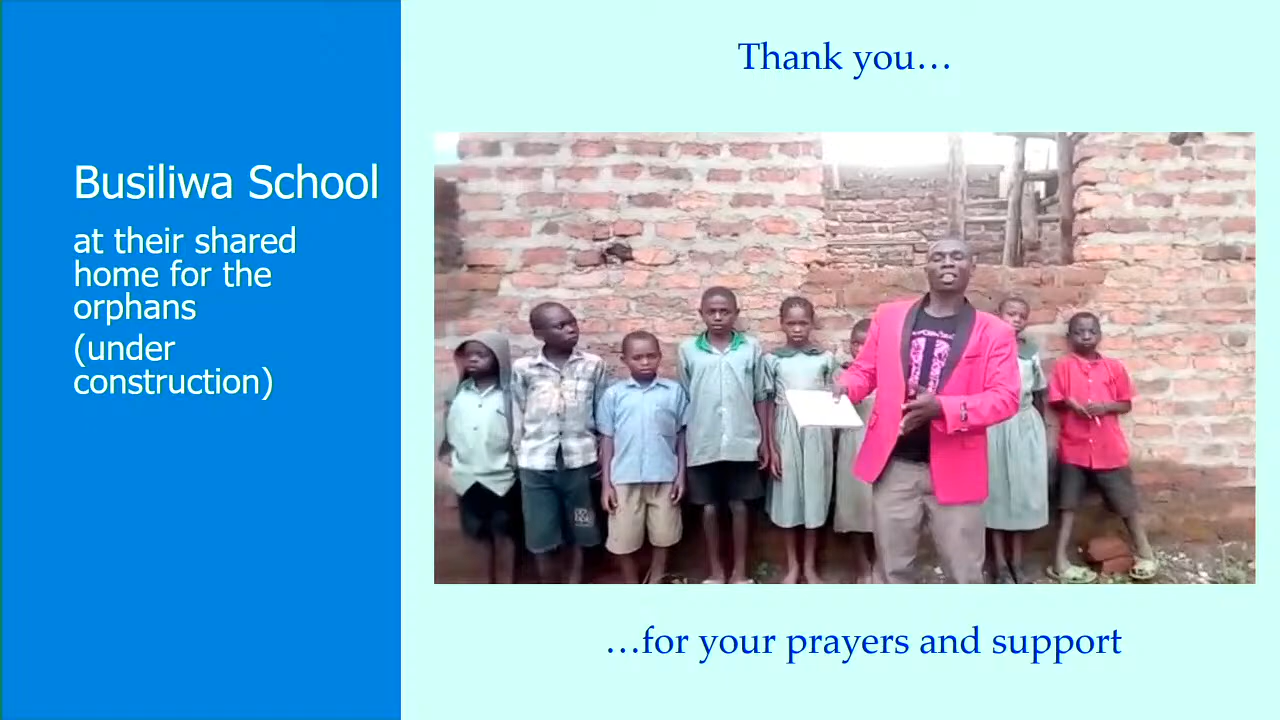 Busiliwa School
at their shared
home for the
orphans
(under
construction)
Thank you…
…for your prayers and support